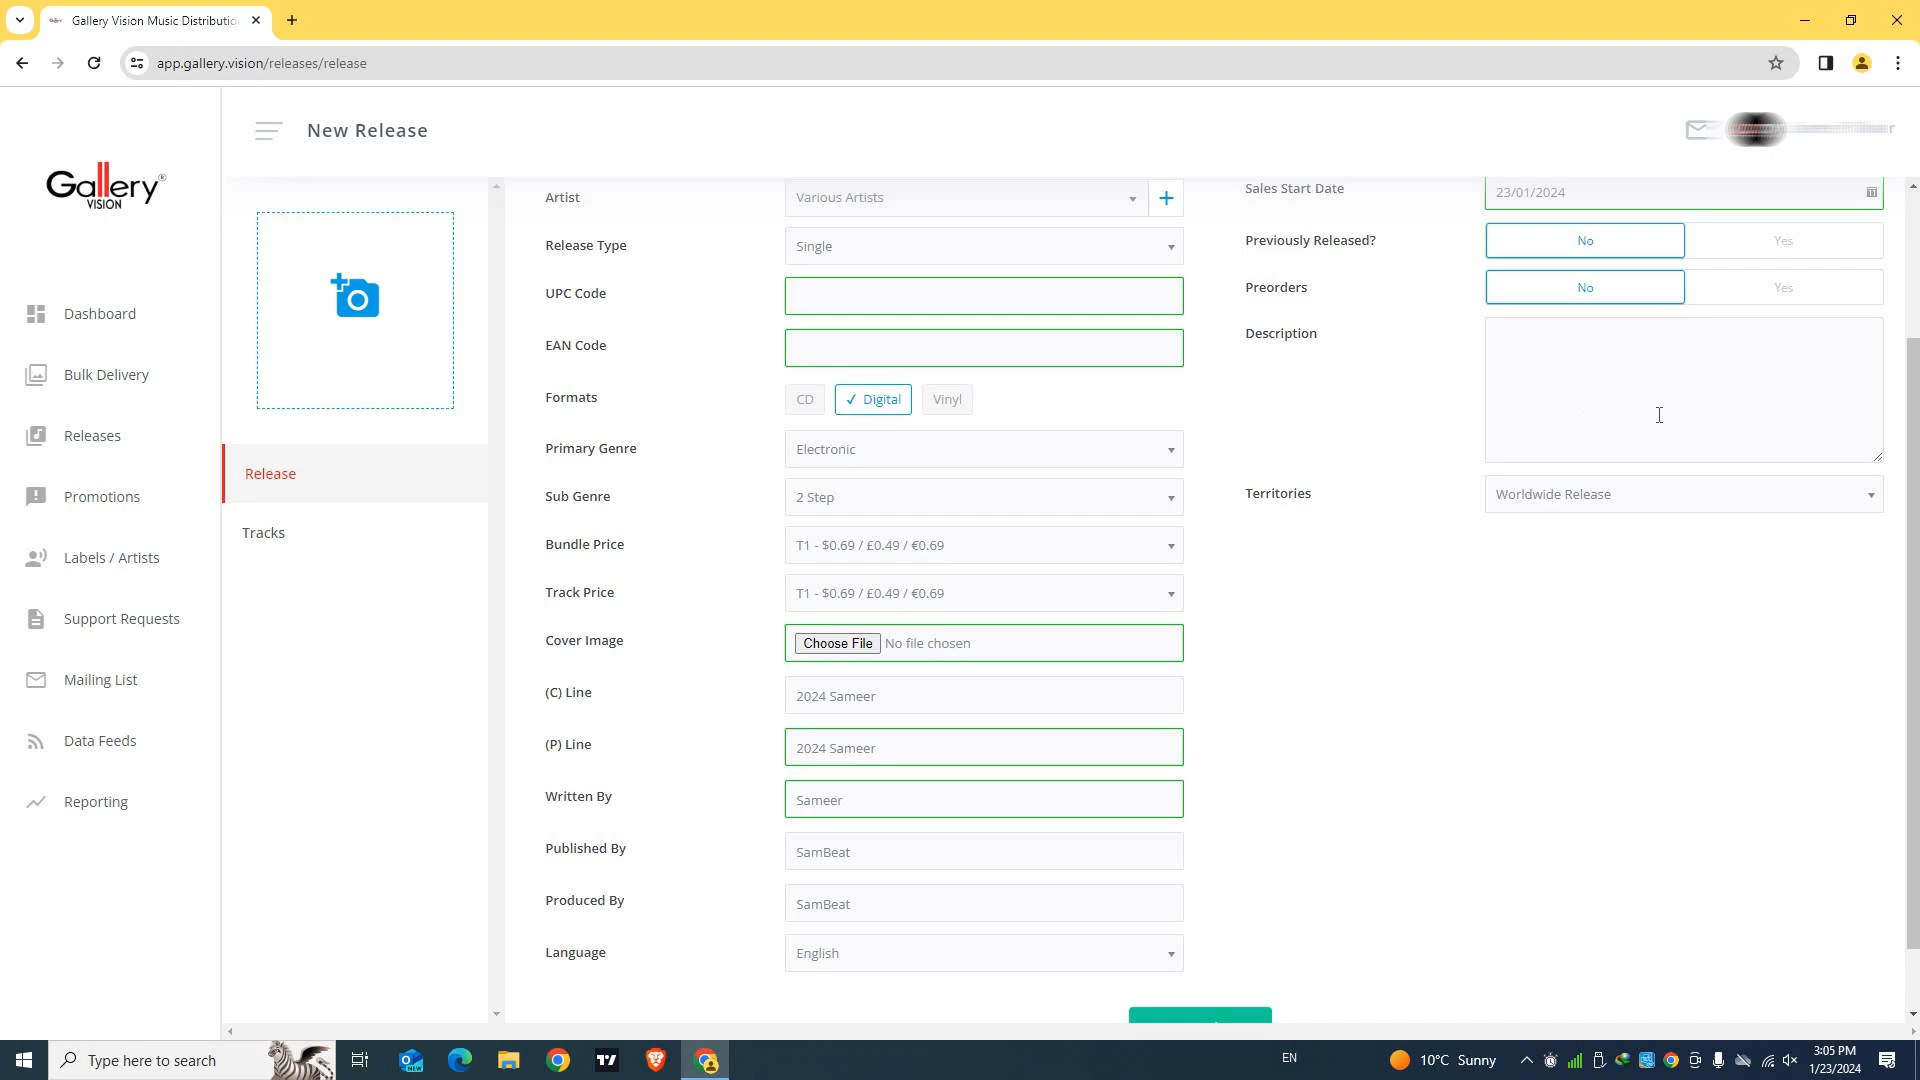 Gallery Vision Music Distributio
app.gallery.vision/releases/release
Gallery®
VISION
New Release
Dashboard
Bulk Delivery
Releases
Promotions
Labels / Artists
Support Requests
Mailing List
Data Feeds
Reporting
Release
Tracks
Artist
Various Artists
Release Type
Single
UPC Code
EAN Code
Formats
CD
✓ Digital
Vinyl
Primary Genre
Electronic
Sub Genre
2 Step
Bundle Price
T1 - $0.69 / £0.49 / €0.69
Track Price
T1 - $0.69 / £0.49 / €0.69
Cover Image
Choose File No file chosen
(C) Line
2024 Sameer
(P) Line
2024 Sameer
Written By
Sameer
Published By
SamBeat
Produced By
SamBeat
Language
English
Sales Start Date
23/01/2024
Previously Released?
No
Yes
Preorders
No
Yes
Description
Territories
Worldwide Release
Type here to search
NEW
EN
10°C Sunny
3:05 PM
1/23/2024